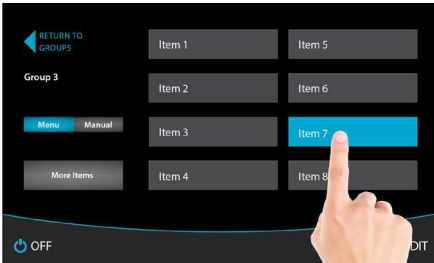 RETURN TO
GROUPS
Group 3
Menu Manual
More Items
Item 1
Item 2
Item 3
Item 4
Item 5
Item 6
Item 7
Item 8
OFF
DIT